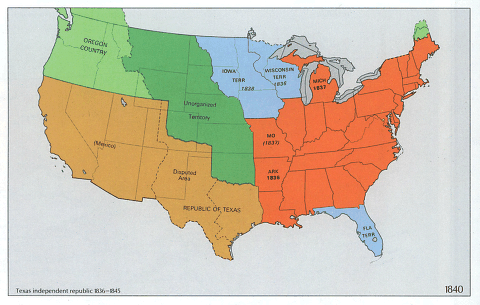 OREGON
COUNTRY
IOWA
TERR
1838
WISCONSIN
TERR
1836
MICH
1837
Unorganized
Territory
MO
(1821)
(Mexico)
Disputed
Area
ARK
1836
REPUBLIC OF TEXAS
FLA
TERR
Texas independent republic 1836–1845
1840